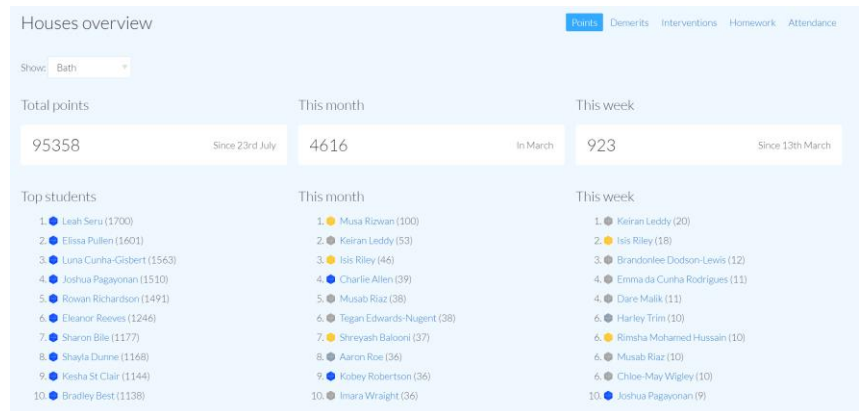 Houses overview
Points Demerits Interventions Homework Attendance
Show: Bath
Total points
95358 Since 23rd July
This month
4616 In March
This week
923 Since 13th March
Top students
1. Leah Seru (1700)
2. Elissa Pullen (1601)
3. Luna Cunha-Gisbert (1563)
4. Joshua Pagayonan (1510)
5. Rowan Richardson (1491)
6. Eleanor Reeves (1246)
7. Sharon Bile (1177)
8. Shayla Dunne (1168)
9. Kesha St Clair (1144)
10. Bradley Best (1138)
This month
1. Musa Rizwan (100)
2. Keiran Leddy (53)
3. Isis Riley (46)
4. Charlie Allen (39)
5. Musab Riaz (38)
6. Tegan Edwards-Nugent (38)
7. Shreyash Balooni (37)
8. Aaron Roe (36)
9. Kobey Robertson (36)
10. Imara Wraight (36)
This week
1. Keiran Leddy (20)
2. Isis Riley (18)
3. Brandonlee Dodson-Lewis (12)
4. Emma da Cunha Rodrigues (11)
4. Dare Malik (11)
6. Harley Trim (10)
6. Rimsha Mohamed Hussain (10)
6. Musab Riaz (10)
6. Chloe-May Wigley (10)
10. Joshua Pagayonan (9)